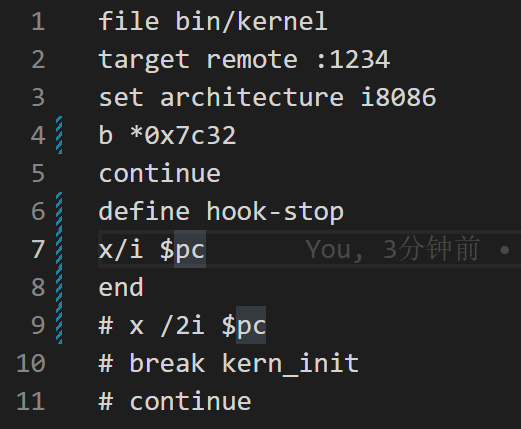 1 file bin/kernel
2 target remote :1234
3 set architecture i8086
4 b *0x7c32
5 continue
6 define hook-stop
7 x/i $pc You, 3分钟前 •
8 end
9 # x /2i $pc
10 # break kern_init
11 # continue